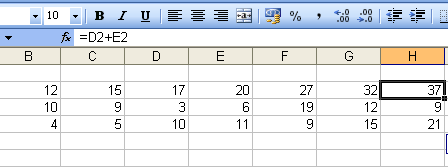 10 B I U % , .00 .0
fx =D2+E2
B C D E F G H
12 15 17 20 27 32 37
10 9 3 6 19 12 9
4 5 10 11 9 15 21